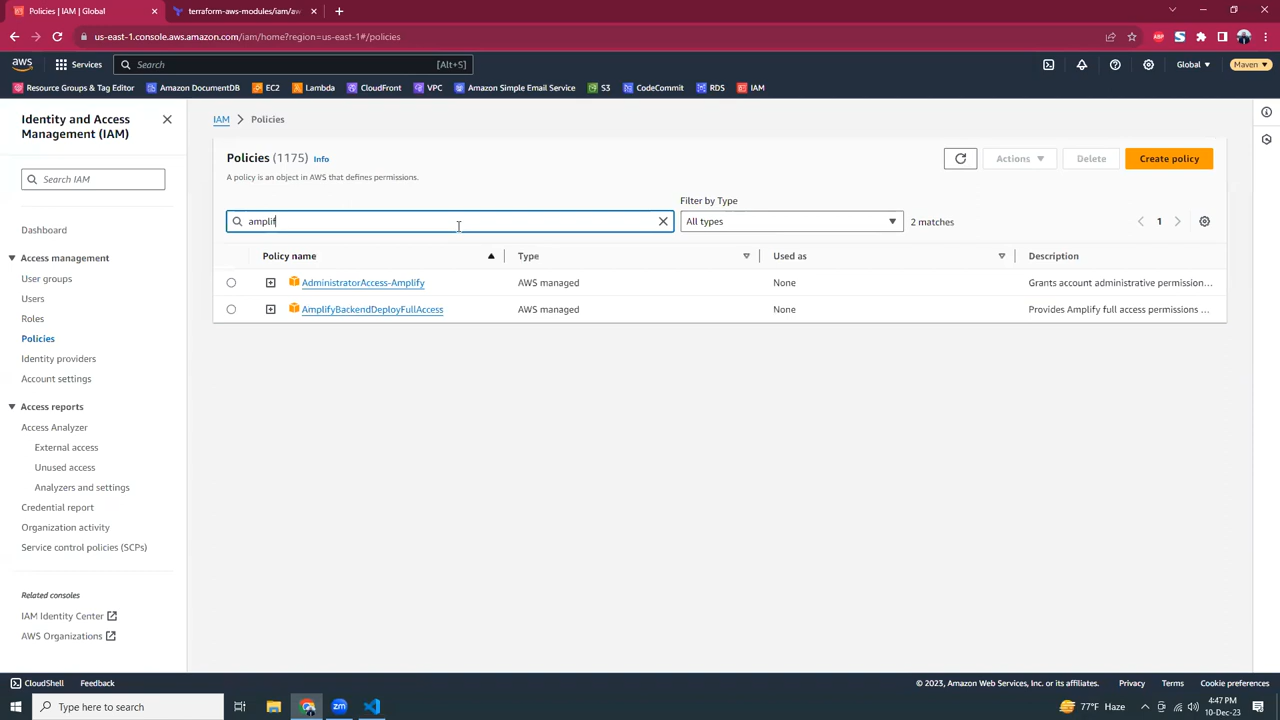 Policies | IAM | Global
terraform-aws-modules/iam/aw
us-east-1.console.aws.amazon.com/iam/home?region=us-east-1#/policies
aws
Services
Search
[Alt+S]
Global
Maven
Resource Groups & Tag Editor
Amazon DocumentDB
EC2
Lambda
CloudFront
VPC
Amazon Simple Email Service
S3
CodeCommit
RDS
IAM
Identity and Access
Management (IAM)
Search IAM
Dashboard
Access management
User groups
Users
Roles
Policies
Identity providers
Account settings
Access reports
Access Analyzer
External access
Unused access
Analyzers and settings
Credential report
Organization activity
Service control policies (SCPs)
Related consoles
IAM Identity Center
AWS Organizations
IAM > Policies
Policies (1175) Info
A policy is an object in AWS that defines permissions.
Actions
Delete
Create policy
Filter by Type
amplif
All types
2 matches
1
Policy name
Type
Used as
Description
AdministratorAccess-Amplify
AWS managed
None
Grants account administrative permission...
AmplifyBackendDeployFullAccess
AWS managed
None
Provides Amplify full access permissions ...
CloudShell
Feedback
© 2023, Amazon Web Services, Inc. or its affiliates.
Privacy
Terms
Cookie preferences
Type here to search
zm
77°F Haze
4:47 PM
10-Dec-23